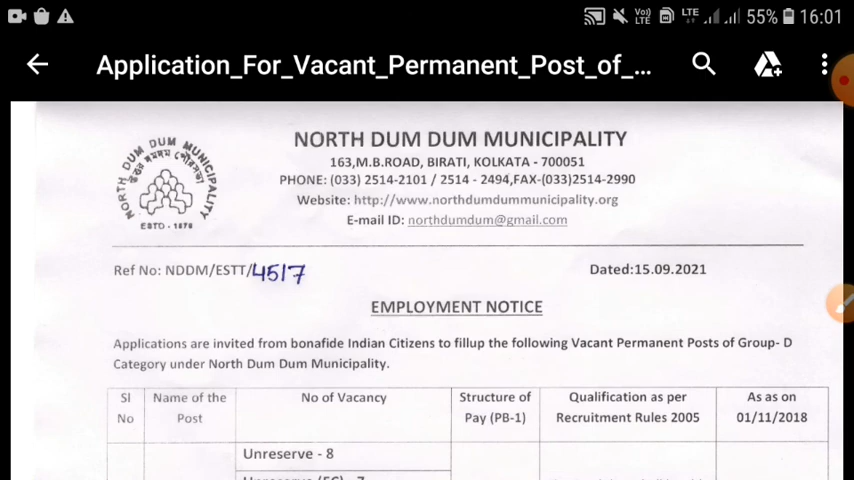 LTE 55% 16:01
Application_For_Vacant_Permanent_Post_of_...
NORTH DUM DUM MUNICIPALITY
163,M.B.ROAD, BIRATI, KOLKATA - 700051
PHONE: (033) 2514-2101 / 2514 - 2494,FAX-(033)2514-2990
Website: http://www.northdumdummunicipality.org
E-mail ID: northdumdum@gmail.com
NORTH DUM DUM MUNICIPALITY
উত্তর দমদম পৌরসভা
ESTD - 1870
Ref No: NDDM/ESTT/4517 Dated:15.09.2021
EMPLOYMENT NOTICE
Applications are invited from bonafide Indian Citizens to fillup the following Vacant Permanent Posts of Group- D
Category under North Dum Dum Municipality.
Sl No Name of the Post No of Vacancy Structure of Pay (PB-1) Qualification as per Recruitment Rules 2005 As as on 01/11/2018
Unreserve - 8